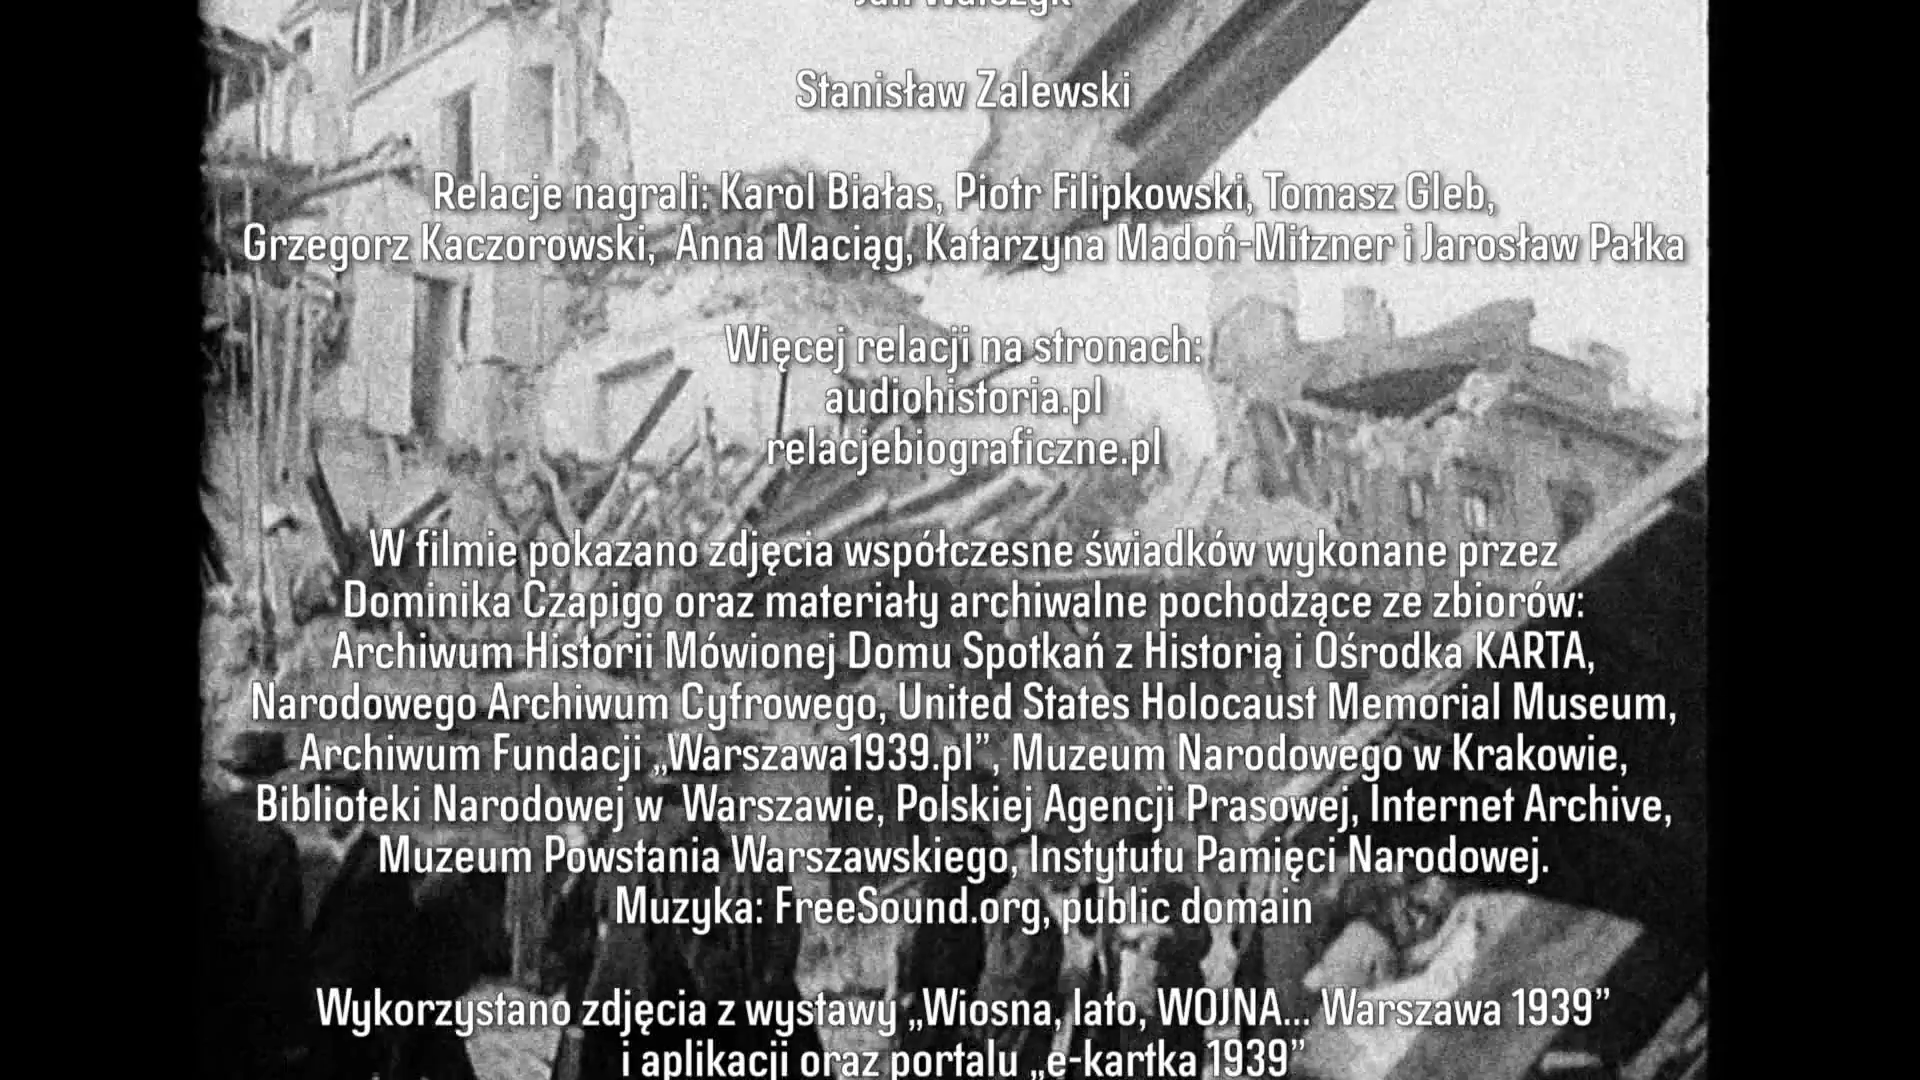 Jan Walszyk
Stanisław Zalewski
Relacje nagrali: Karol Białas, Piotr Filipkowski, Tomasz Gleb,
Grzegorz Kaczorowski, Anna Maciąg, Katarzyna Madoń-Mitzner i Jarosław Pałka
Więcej relacji na stronach:
audiohistoria.pl
relacjebiograficzne.pl
W filmie pokazano zdjęcia współczesne świadków wykonane przez
Dominika Czapigo oraz materiały archiwalne pochodzące ze zbiorów:
Archiwum Historii Mówionej Domu Spotkań z Historią i Ośrodka KARTA,
Narodowego Archiwum Cyfrowego, United States Holocaust Memorial Museum,
Archiwum Fundacji „Warszawa1939.pl”, Muzeum Narodowego w Krakowie,
Biblioteki Narodowej w Warszawie, Polskiej Agencji Prasowej, Internet Archive,
Muzeum Powstania Warszawskiego, Instytutu Pamięci Narodowej.
Muzyka: FreeSound.org, public domain
Wykorzystano zdjęcia z wystawy „Wiosna, lato, WOJNA... Warszawa 1939”
i aplikacji oraz portalu „e-kartka 1939”